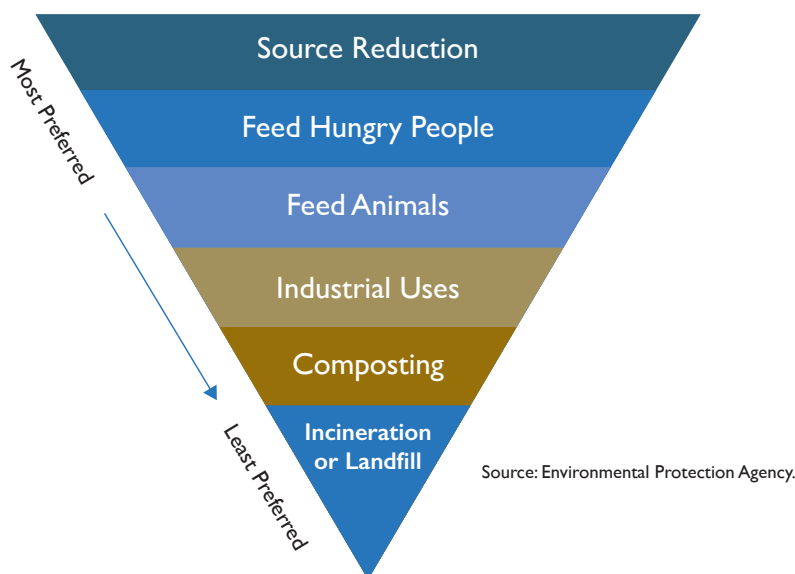 Source Reduction
Most Preferred
Feed Hungry People
Feed Animals
Industrial Uses
Composting
Least Preferred
Incineration
or Landfill
Source: Environmental Protection Agency.